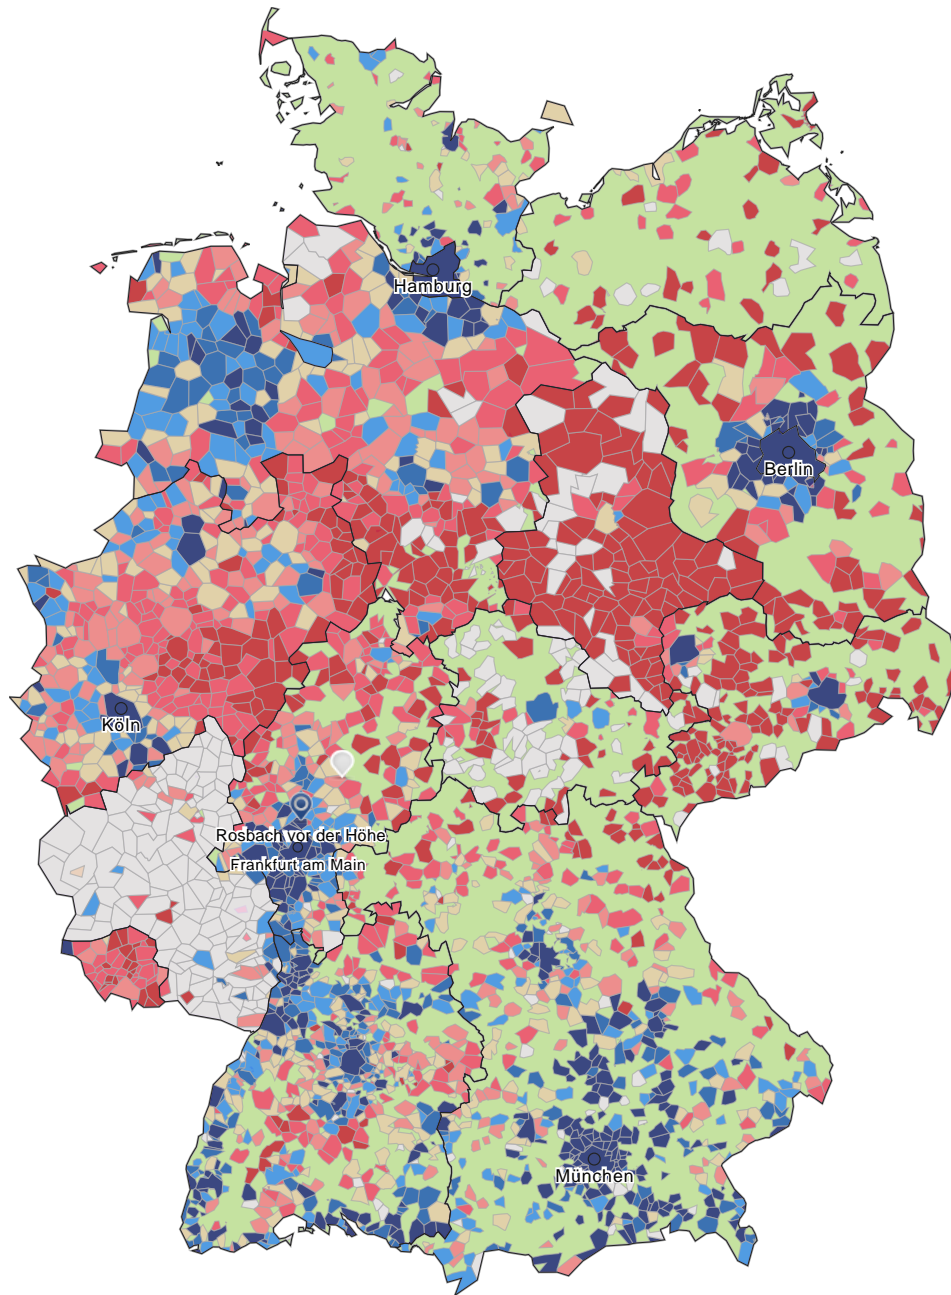 Hamburg
Berlin
Köln
Rosbach vor der Höhe
Frankfurt am Main
München